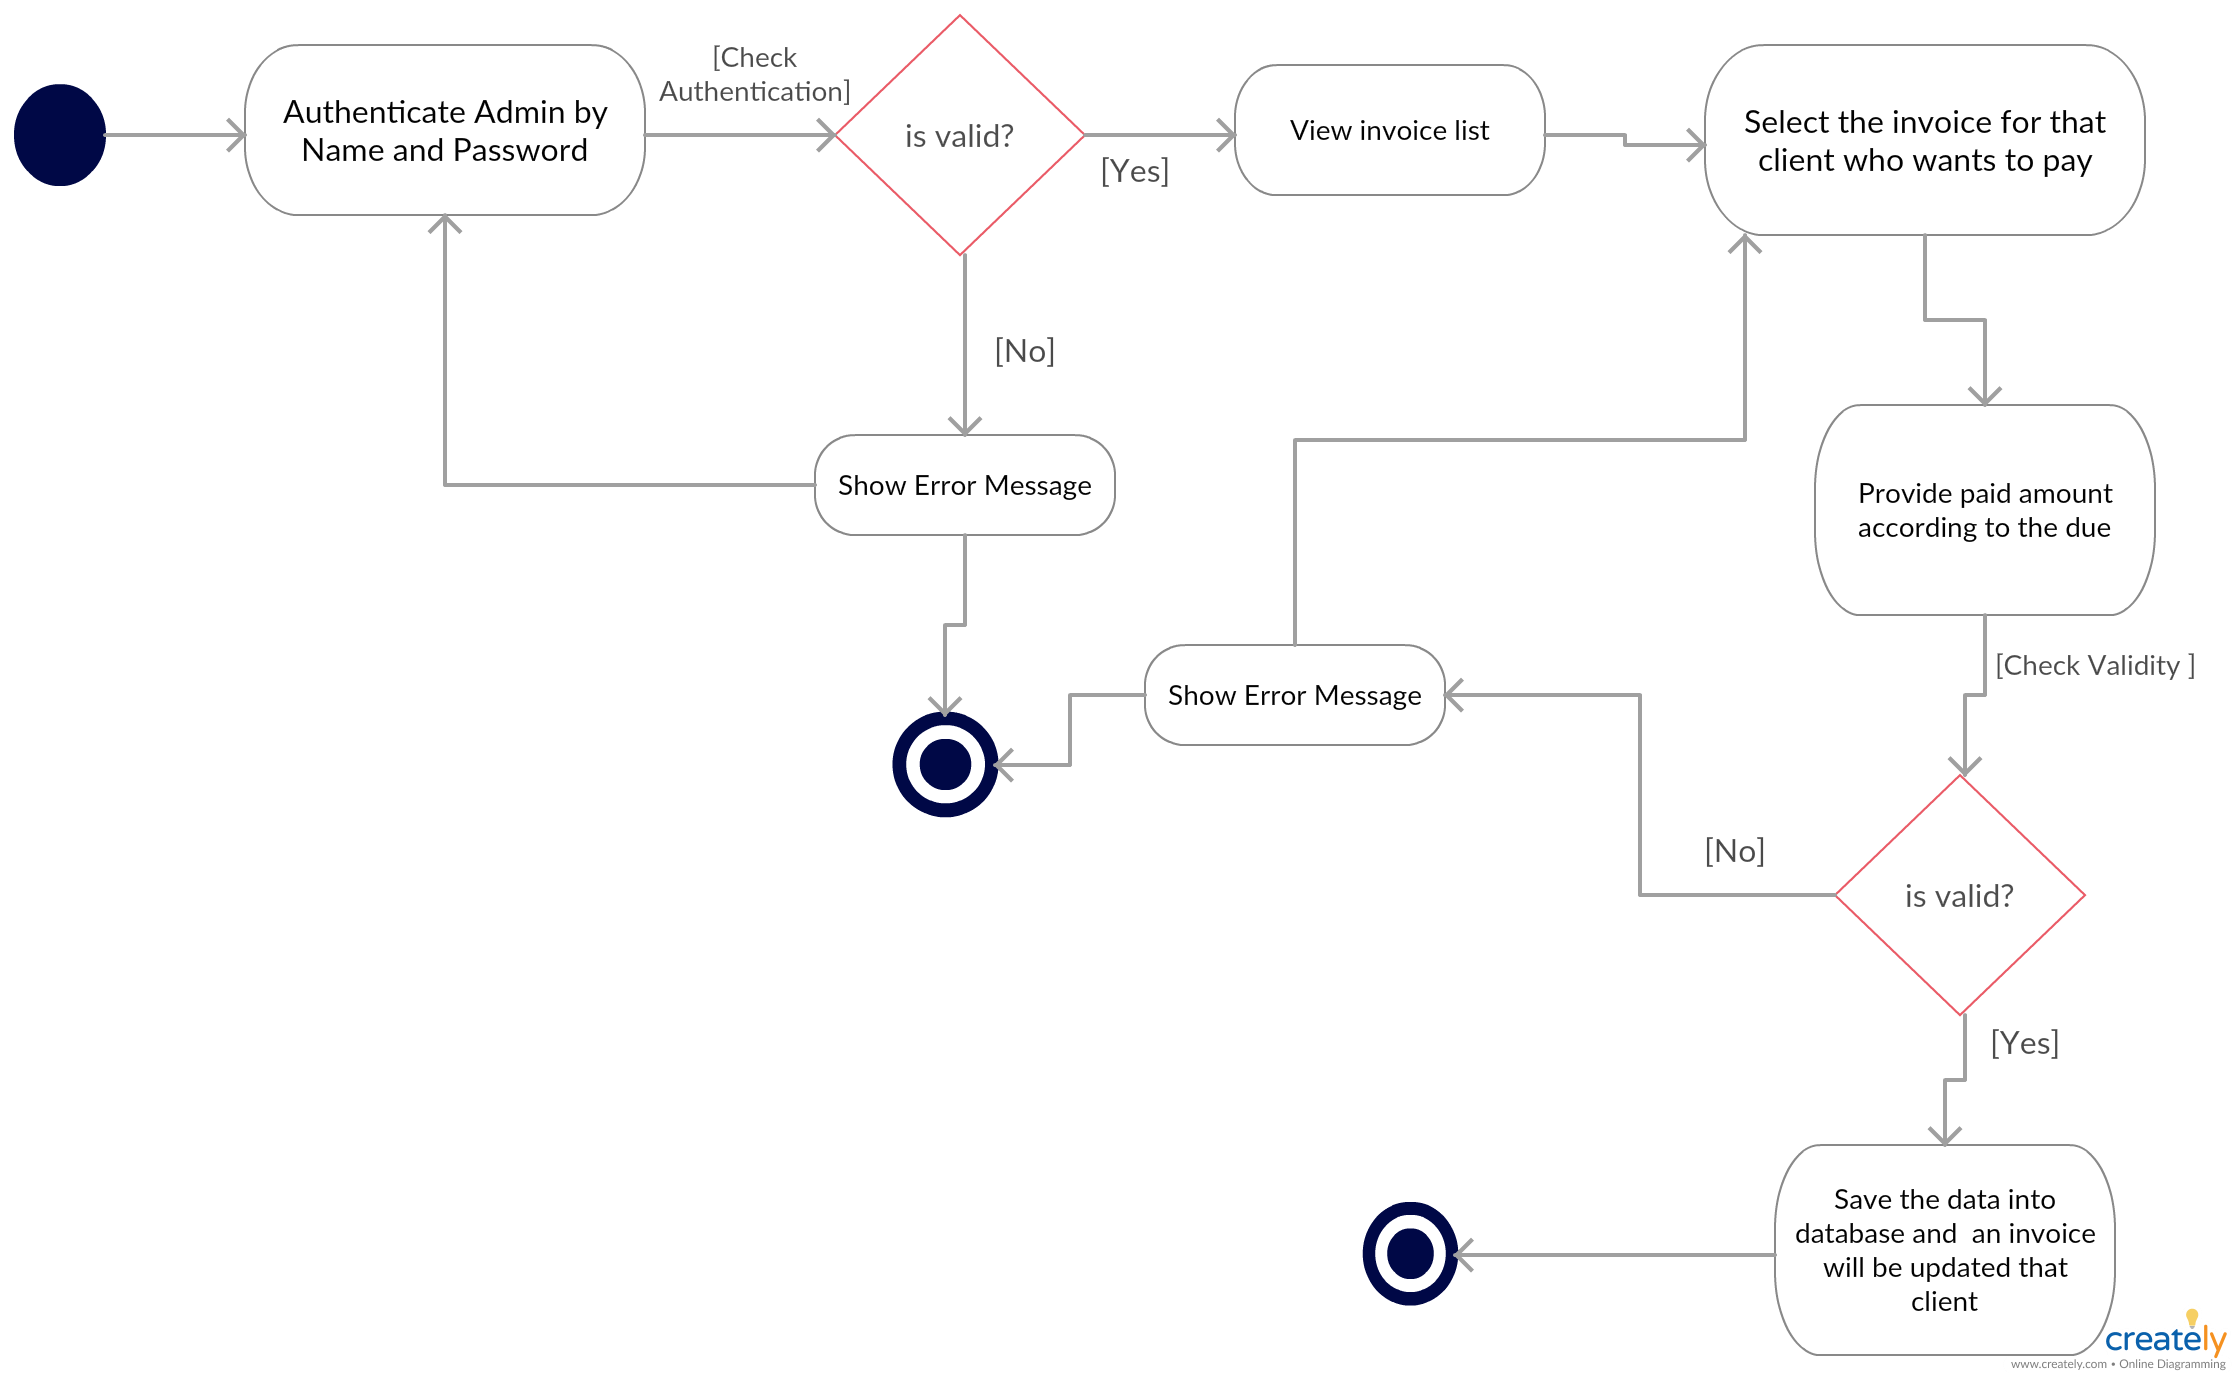 Authenticate Admin by
Name and Password
[Check
Authentication]
is valid?
[Yes]
View invoice list
Select the invoice for that
client who wants to pay
[No]
Show Error Message
Provide paid amount
according to the due
[Check Validity ]
Show Error Message
[No]
is valid?
[Yes]
Save the data into
database and  an invoice
will be updated that
client
creately
www.creately.com • Online Diagramming